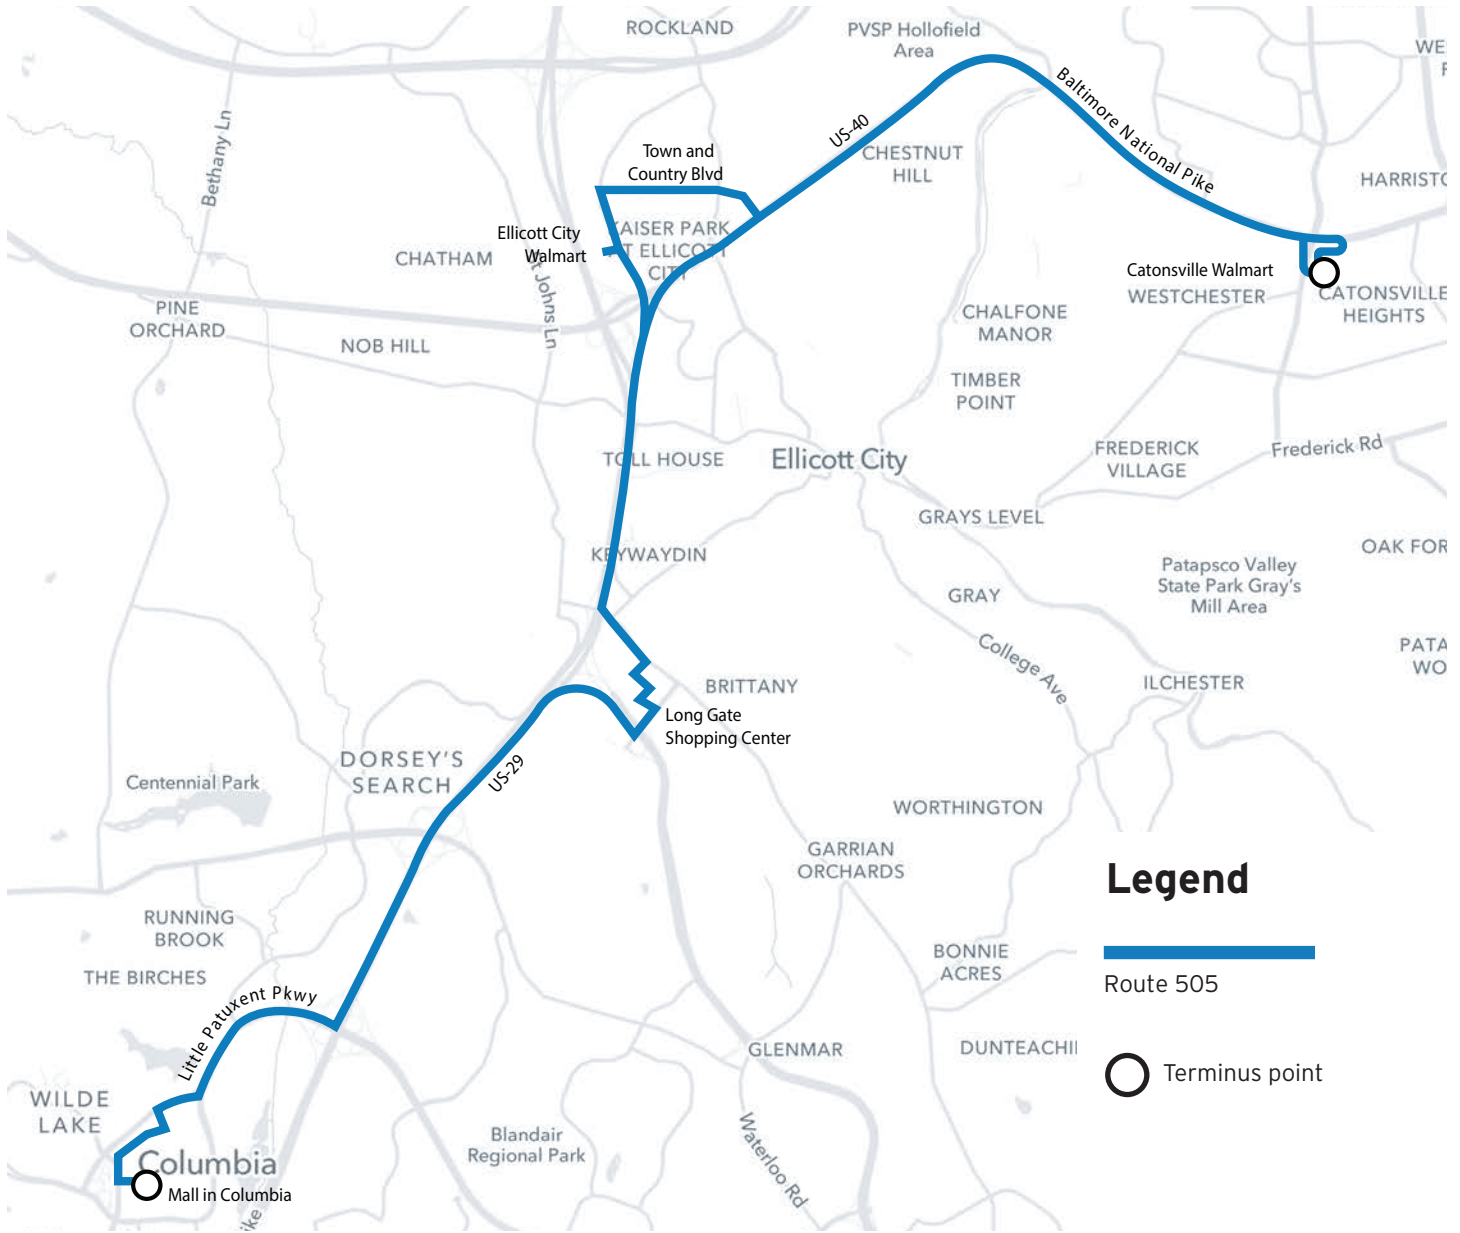 ROCKLAND
PVSP Hollofield
Area
Bethany Ln
Baltimore National Pike
US-40
Town and
Country Blvd
CHESTNUT
HILL
Ellicott City
Walmart
CHATHAM
Catonsville Walmart
WESTCHESTER
CATONSVILLE
HEIGHTS
PINE
ORCHARD
NOB HILL
Johns Ln
CHALFONE
MANOR
TIMBER
POINT
TOLL HOUSE
Ellicott City
FREDERICK
VILLAGE
Frederick Rd
GRAYS LEVEL
KEYWAYDIN
OAK FOR
Patapsco Valley
State Park Gray's
Mill Area
GRAY
College Ave
PATA
WO
ILCHESTER
BRITTANY
Long Gate
Shopping Center
DORSEY'S
SEARCH
US-29
Centennial Park
WORTHINGTON
GARRIAN
ORCHARDS
Legend
Route 505
Terminus point
RUNNING
BROOK
THE BIRCHES
BONNIE
ACRES
Little Patuxent Pkwy
GLENMAR
DUNTEACHI
WILDE
LAKE
Blandair
Regional Park
Waterloo Rd
Columbia
Mall in Columbia